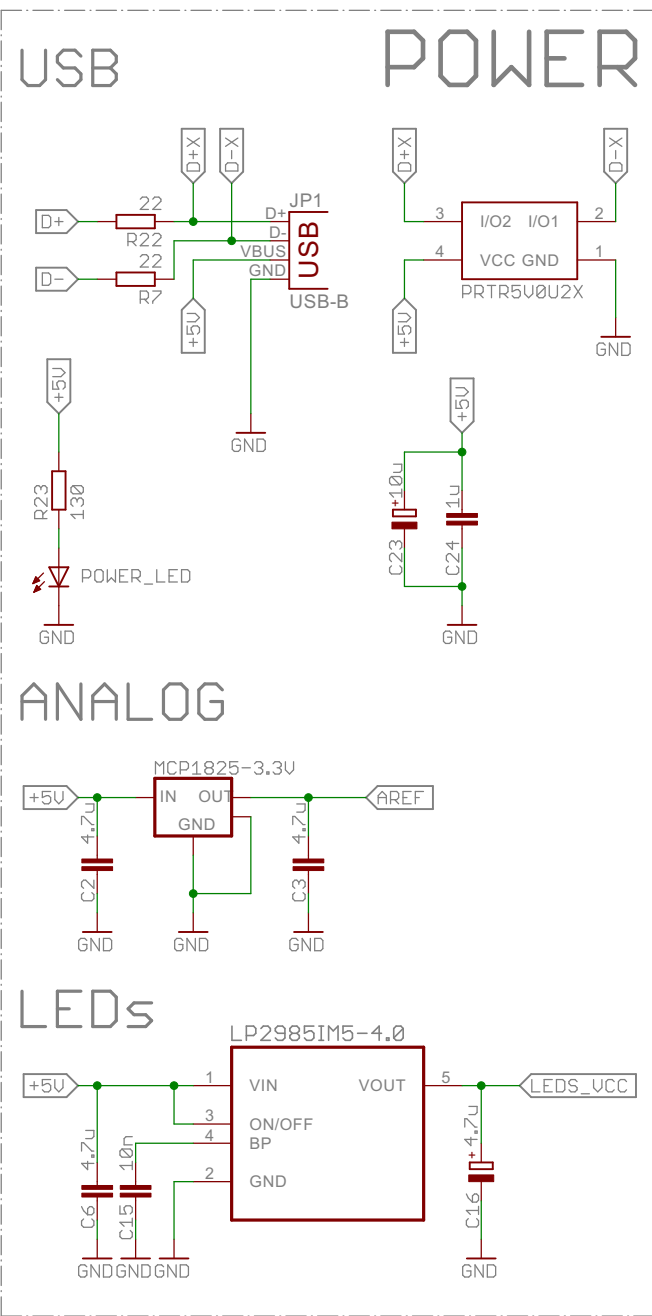 USB
POWER
D+X
D-X
D+X
D-X
22
JP1
D+
D+
R22
D-
22
VBUS
D-
GND
R7
USB
USB-B
+5V
3
I/O2
I/O1
2
4
VCC
GND
1
PRTR5V0U2X
+5V
GND
+5V
GND
R23
130
POWER_LED
GND
+5V
+
10u
C23
1u
C24
GND
ANALOG
MCP1825-3.3V
+5V
IN
OUT
AREF
GND
4.7u
C2
4.7u
C3
GND
GND
GND
LEDs
LP2985IM5-4.0
+5V
1
VIN
VOUT
5
LEDS_VCC
3
ON/OFF
4
BP
2
GND
4.7u
C6
10n
C15
+
4.7u
C16
GND
GND
GND
GND